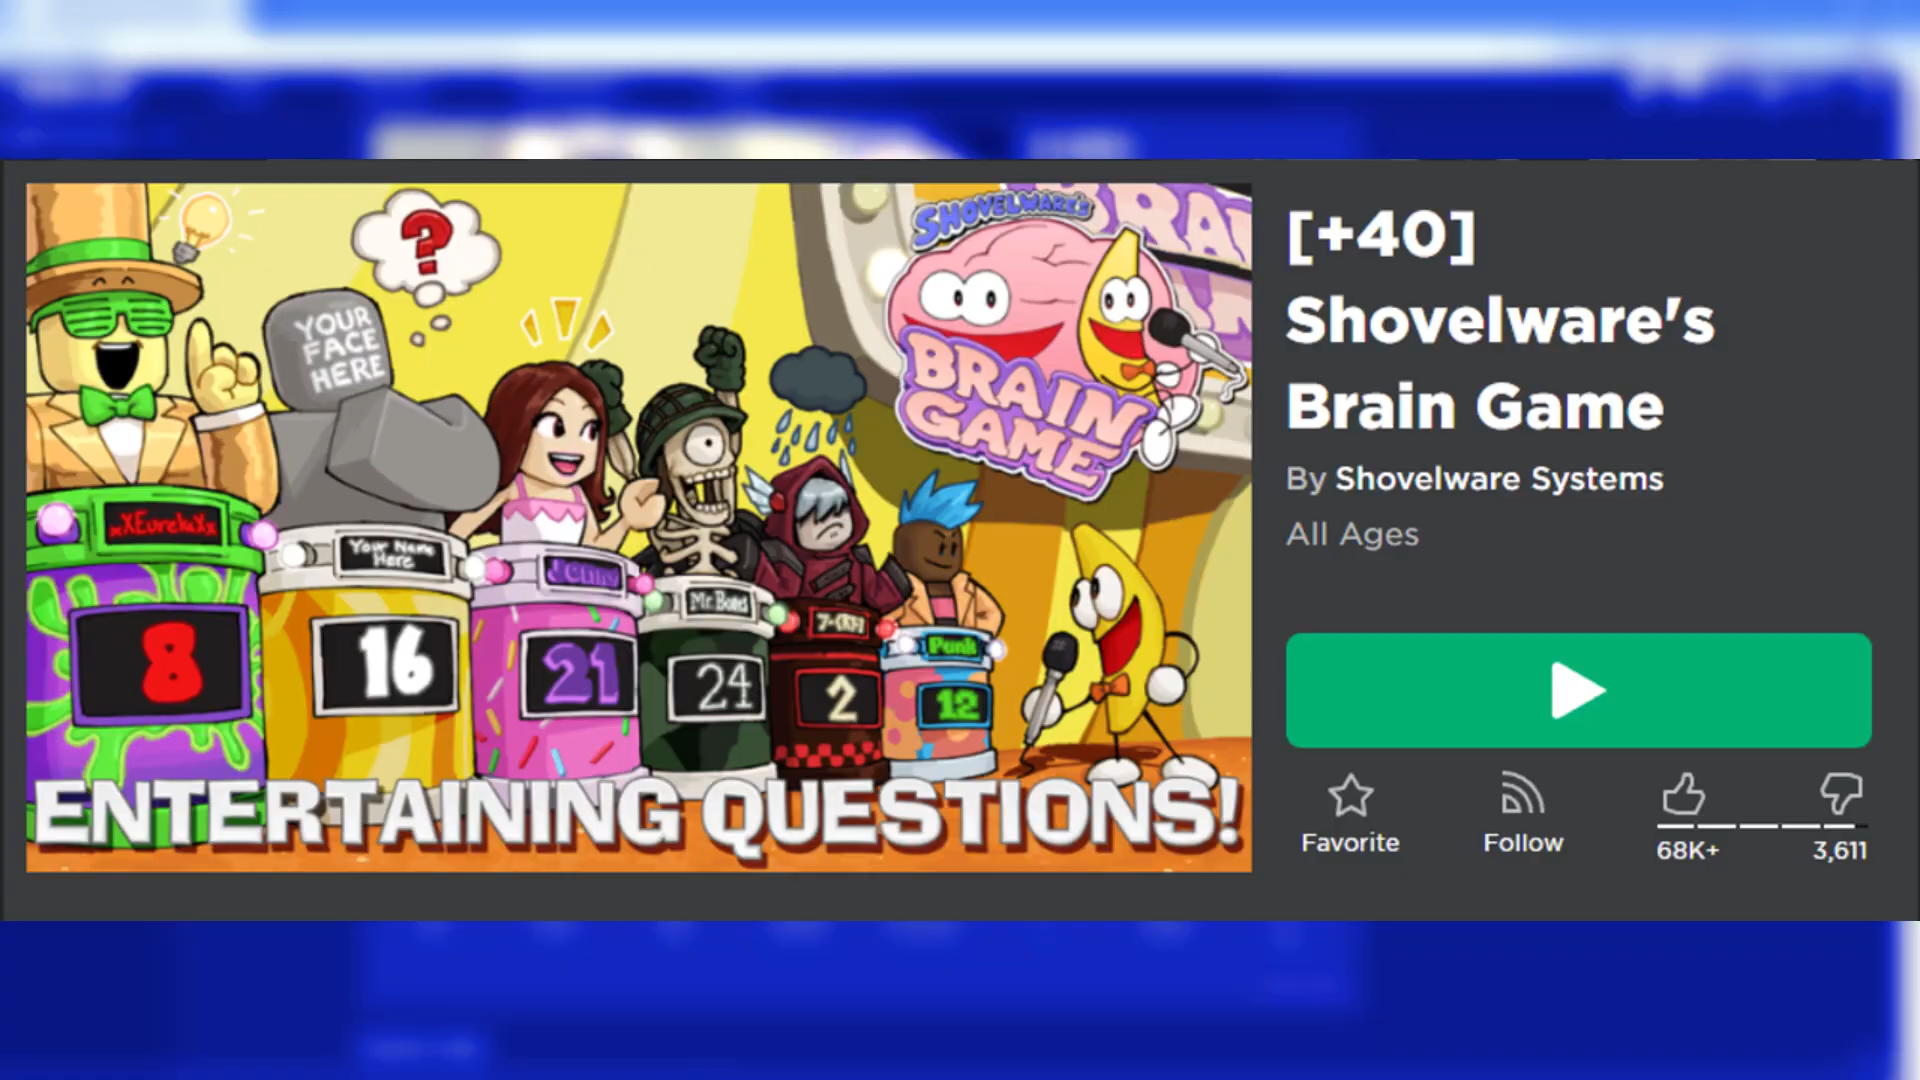 YOUR
FACE
HERE
?
SHOVELWARE'S
BRAIN
GAME
xXEurekaXx
Your Name
Here
JOHN
Mr. Bones
Punk
8
16
21
24
2
12
ENTERTAINING QUESTIONS!
[+40]
Shovelware's
Brain Game
By Shovelware Systems
All Ages
Favorite
Follow
68K+
3,611